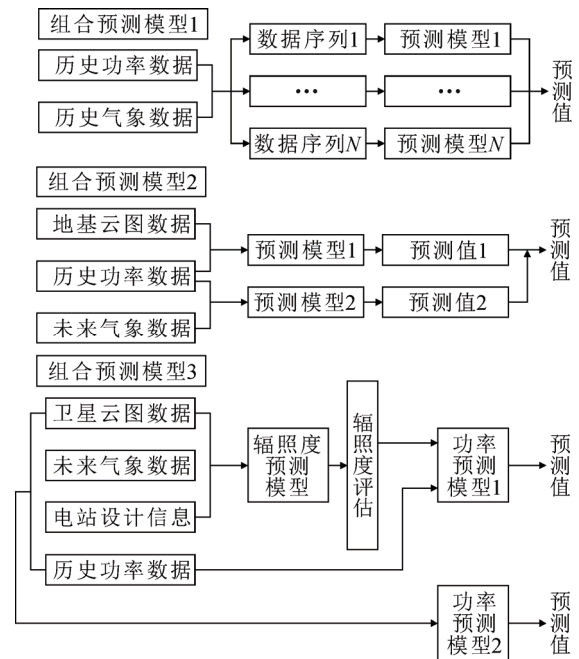 组合预测模型1
历史功率数据
历史气象数据
数据序列1
预测模型1
…
…
数据序列N
预测模型N
预测值
组合预测模型2
地基云图数据
历史功率数据
未来气象数据
预测模型1
预测值1
预测模型2
预测值2
预测值
组合预测模型3
卫星云图数据
未来气象数据
电站设计信息
历史功率数据
辐照度
预测
模型
辐照度评估
功率
预测
模型1
预测值
功率
预测
模型2
预测值